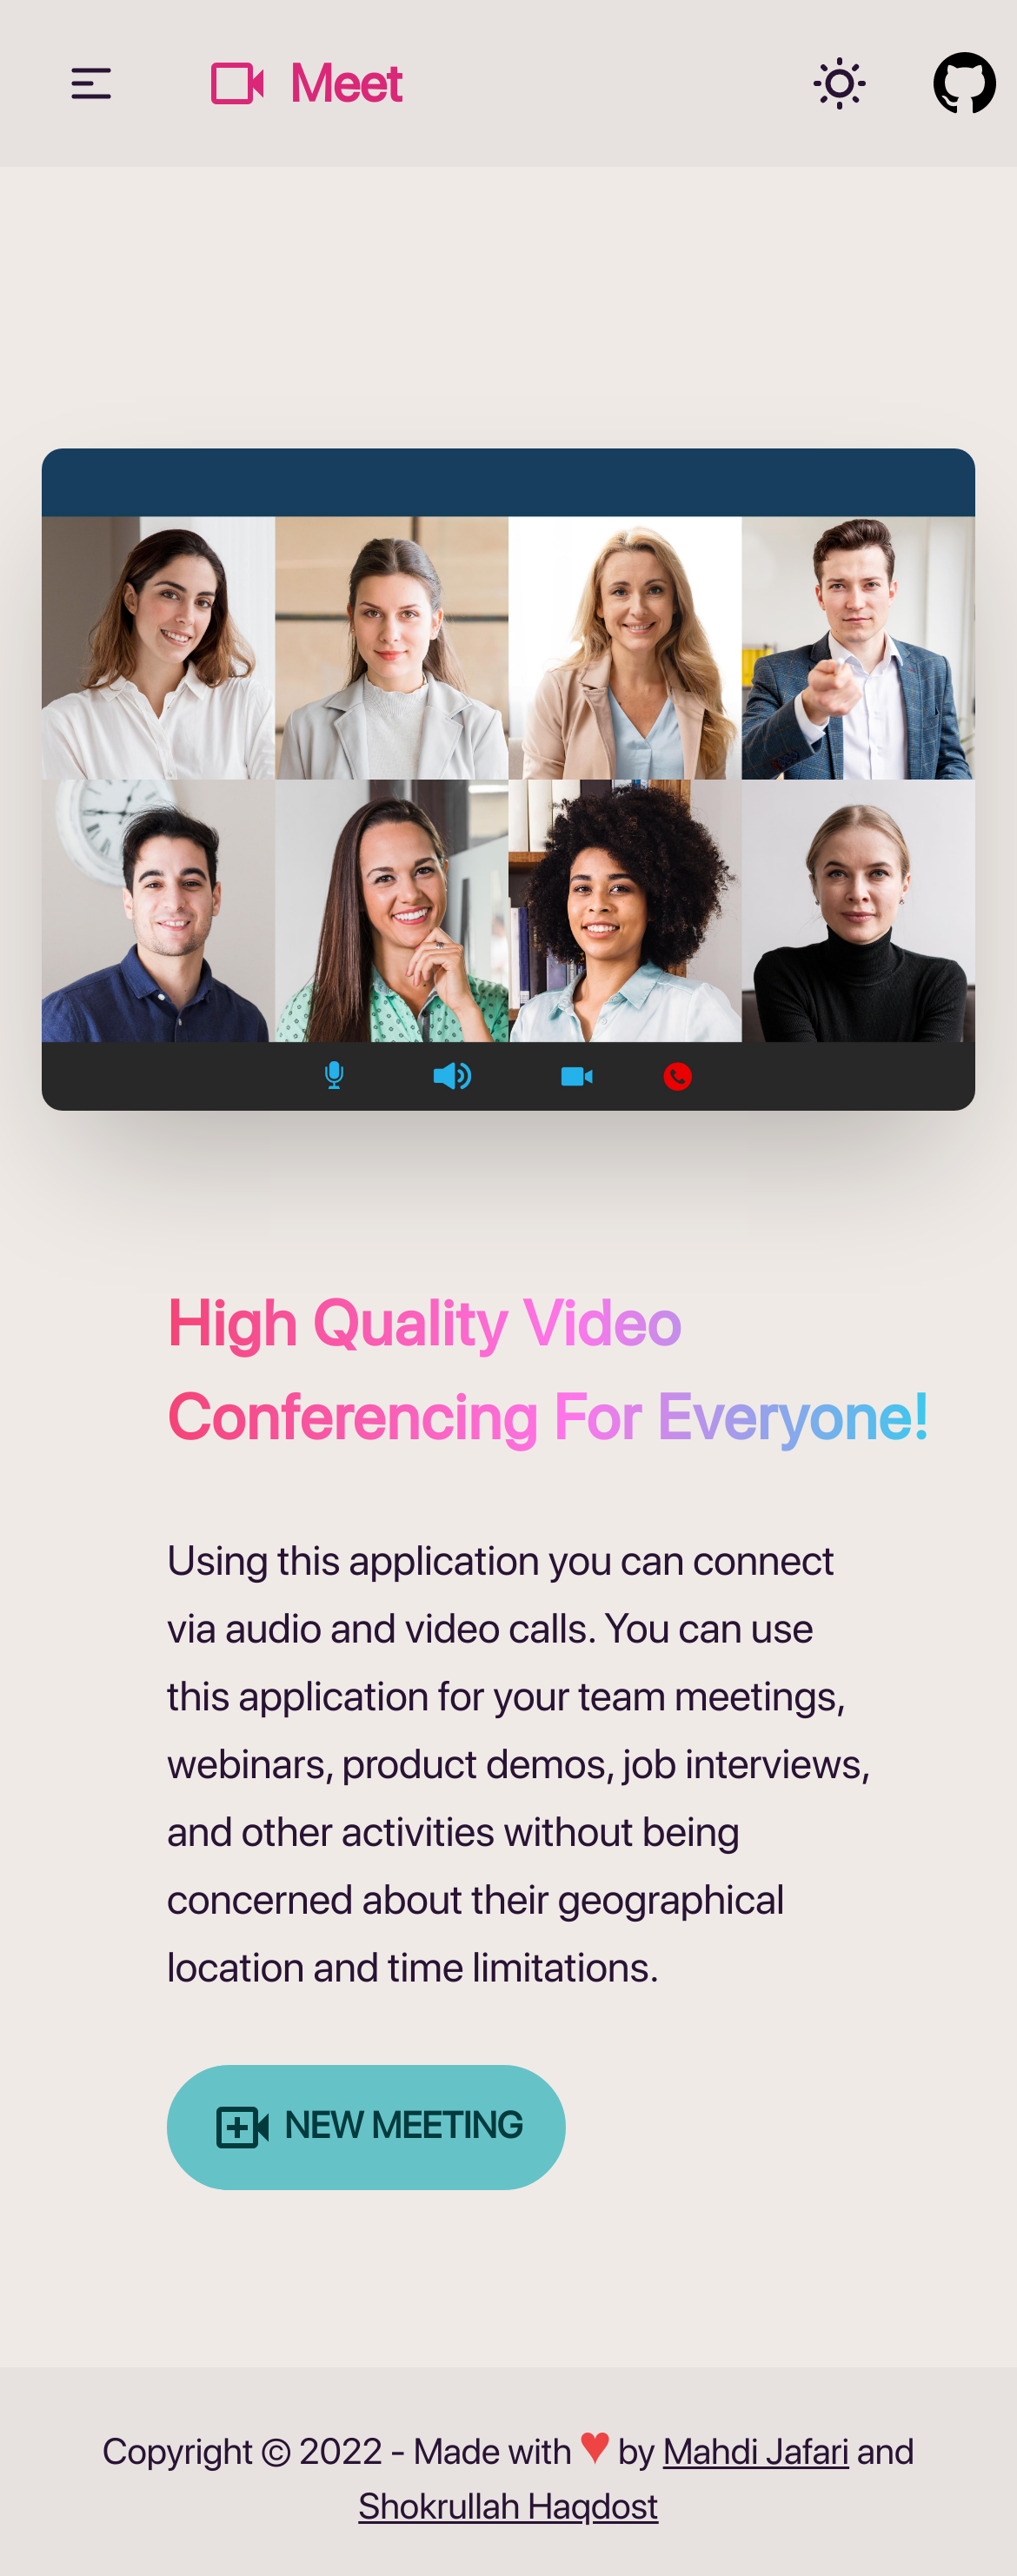 Meet
High Quality Video
Conferencing For Everyone!
Using this application you can connect
via audio and video calls. You can use
this application for your team meetings,
webinars, product demos, job interviews,
and other activities without being
concerned about their geographical
location and time limitations.
NEW MEETING
Copyright © 2022 - Made with ♥ by Mahdi Jafari and
Shokrullah Haqdost